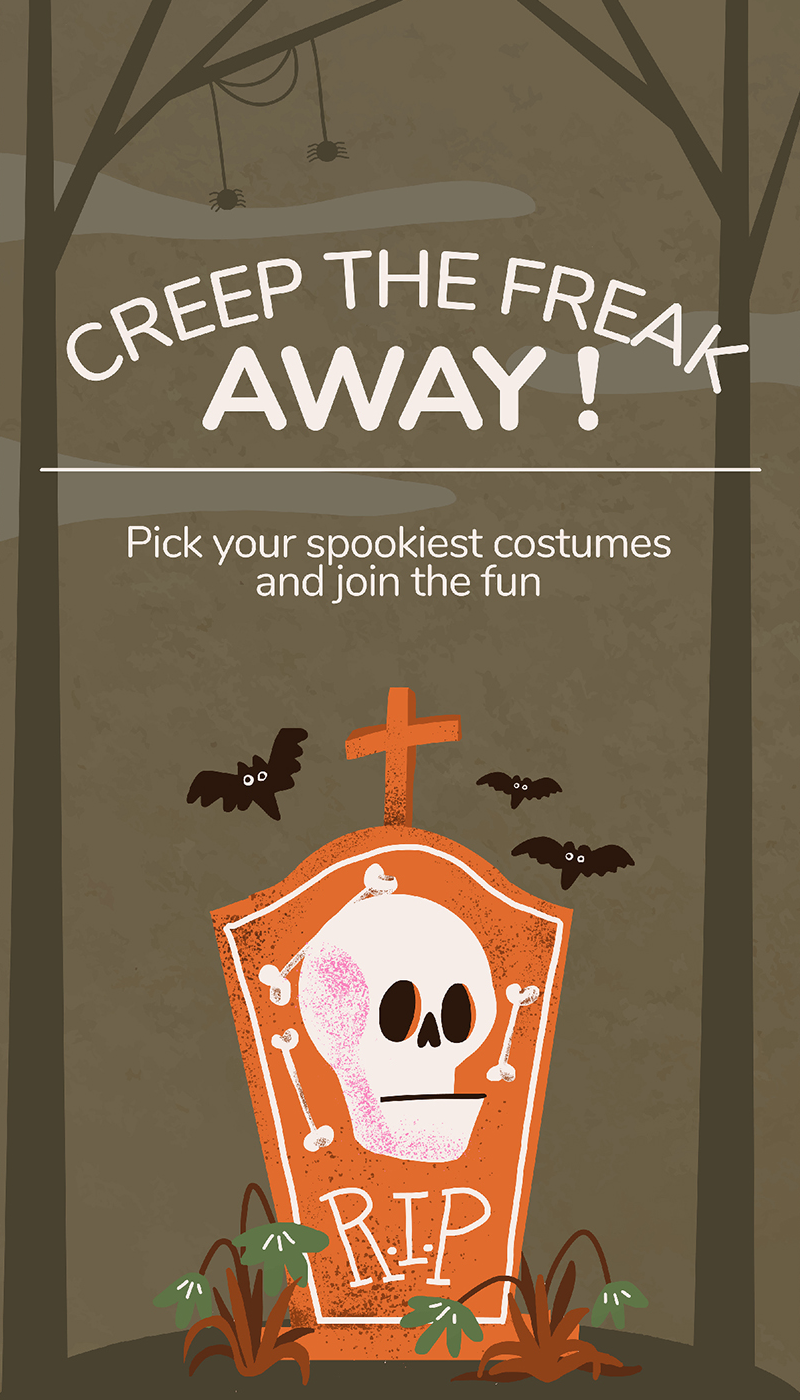 CREEP THE FREAK
AWAY!
Pick your spookiest costumes
and join the fun
R.I.P